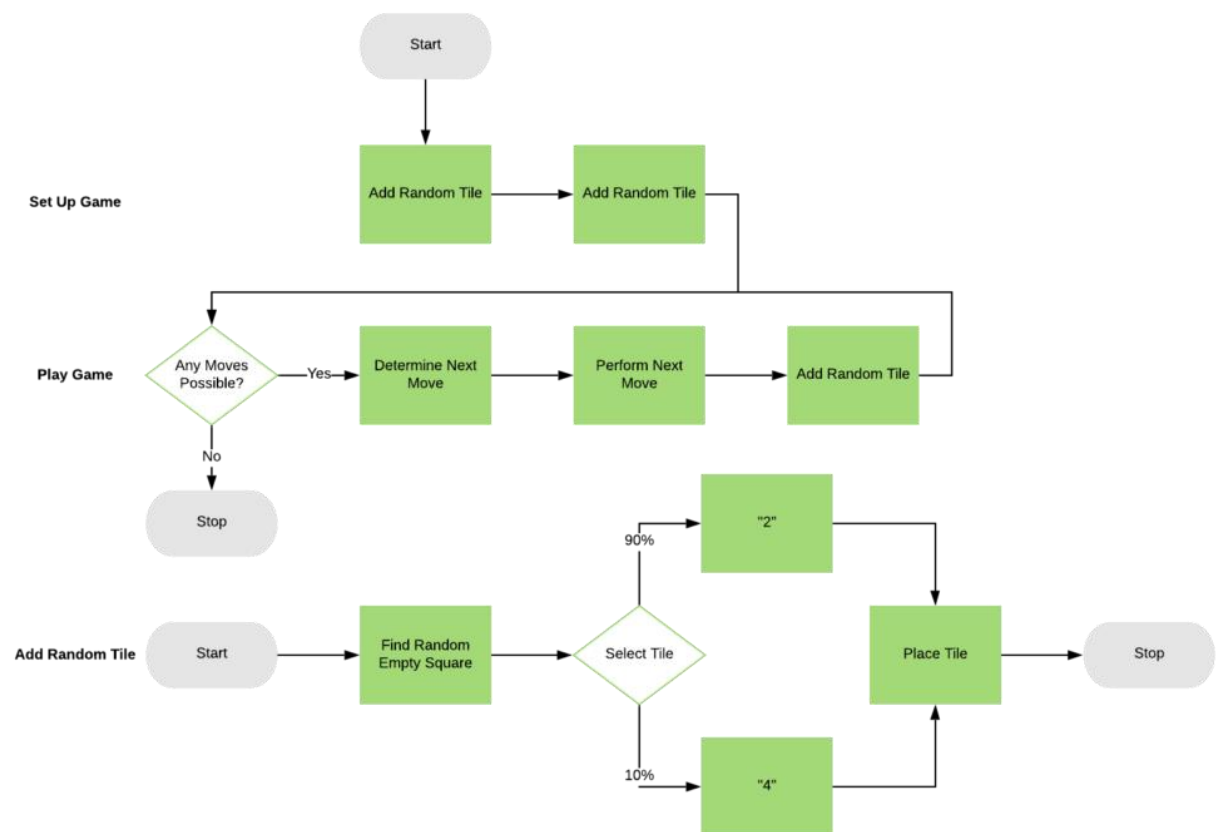 Start
Set Up Game
Add Random Tile
Add Random Tile
Play Game
Any Moves
Possible?
Yes
Determine Next
Move
Perform Next
Move
Add Random Tile
No
Stop
Add Random Tile
Start
Find Random
Empty Square
Select Tile
90%
"2"
10%
"4"
Place Tile
Stop